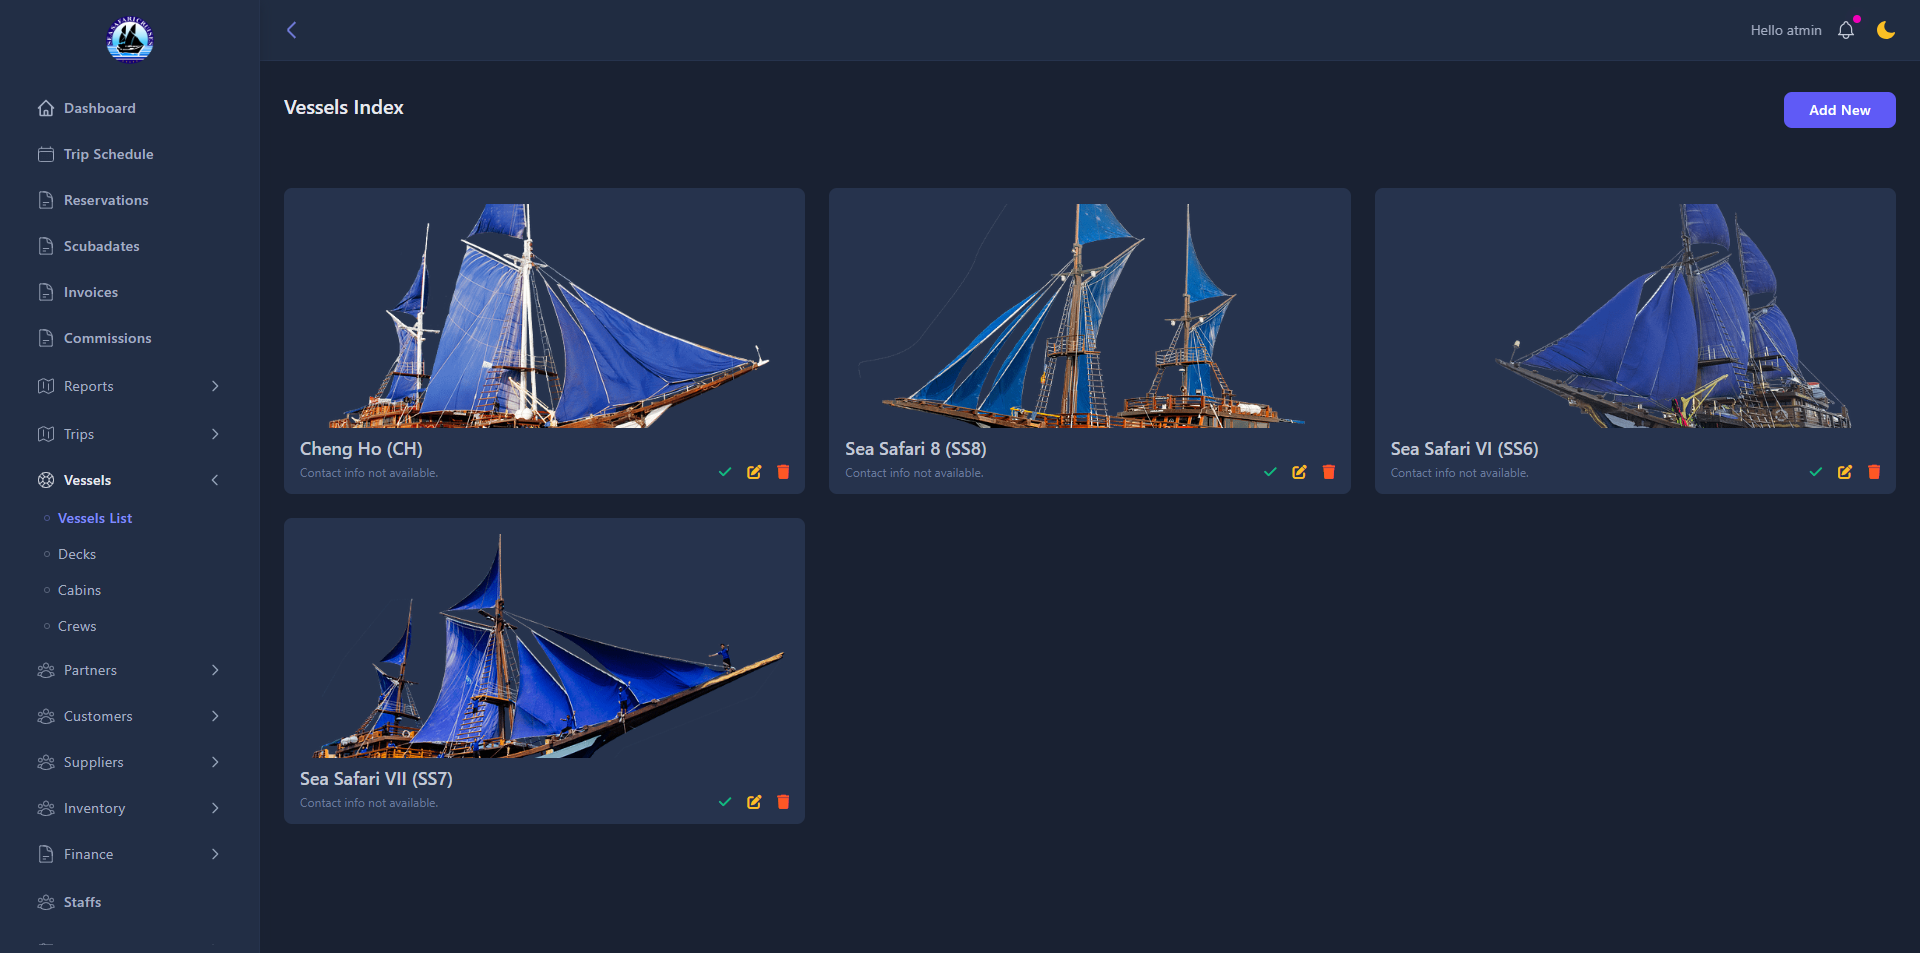 SEA SAFARI CRUISES
Hello atmin
Dashboard
Trip Schedule
Reservations
Scubadates
Invoices
Commissions
Reports
Trips
Vessels
Vessels List
Decks
Cabins
Crews
Partners
Customers
Suppliers
Inventory
Finance
Staffs
Vessels Index
Add New
Cheng Ho (CH)
Contact info not available.
Sea Safari 8 (SS8)
Contact info not available.
Sea Safari VI (SS6)
Contact info not available.
Sea Safari VII (SS7)
Contact info not available.